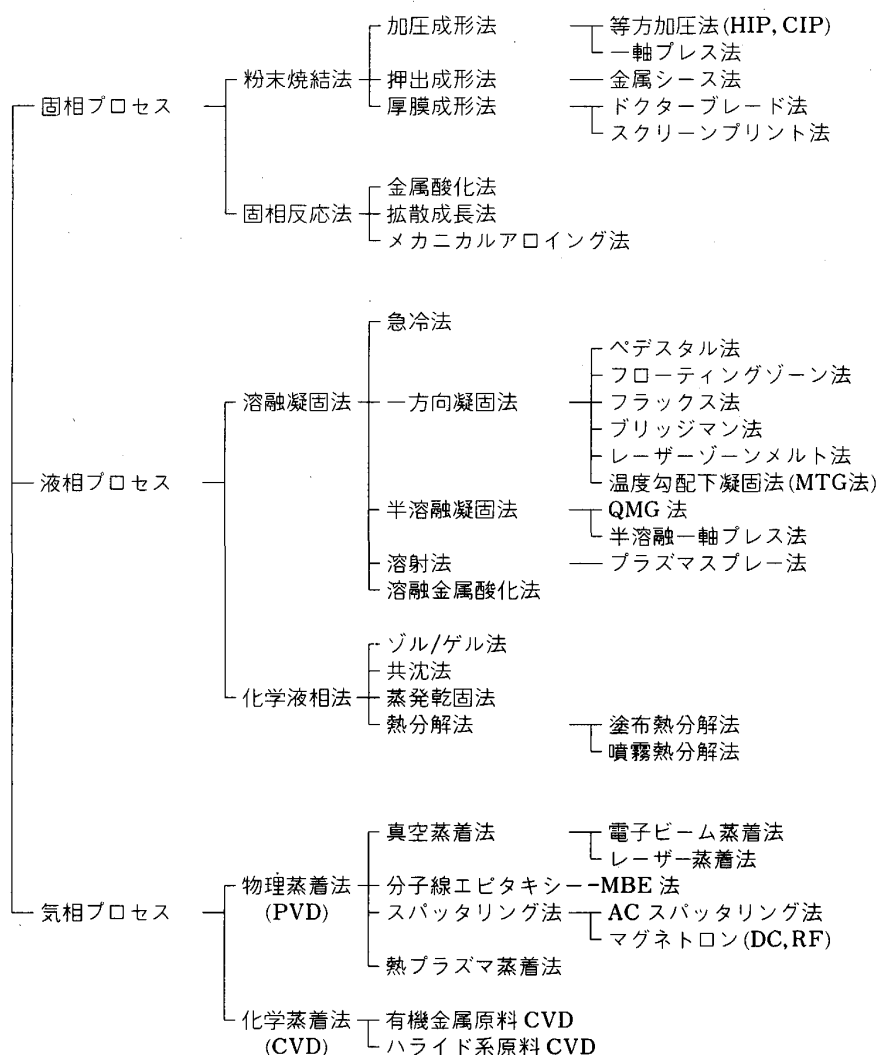 加圧成形法 等方加圧法(HIP, CIP)
一軸プレス法
粉末焼結法 押出成形法 金属シース法
固相プロセス 厚膜成形法 ドクターブレード法
スクリーンプリント法
金属酸化法
固相反応法 拡散成長法
メカニカルアロイング法
急冷法
ペデスタル法
フローティングゾーン法
溶融凝固法 一方向凝固法 フラックス法
ブリッジマン法
レーザーゾーンメルト法
液相プロセス 温度勾配下凝固法(MTG法)
半溶融凝固法 QMG 法
半溶融一軸プレス法
溶射法 プラズマスプレー法
溶融金属酸化法
ゾル/ゲル法
共沈法
化学液相法 蒸発乾固法
熱分解法 塗布熱分解法
噴霧熱分解法
真空蒸着法 電子ビーム蒸着法
レーザー蒸着法
物理蒸着法 分子線エピタキシー MBE 法
気相プロセス (PVD) スパッタリング法 AC スパッタリング法
マグネトロン(DC,RF)
熱プラズマ蒸着法
化学蒸着法 有機金属原料 CVD
(CVD) ハライド系原料 CVD